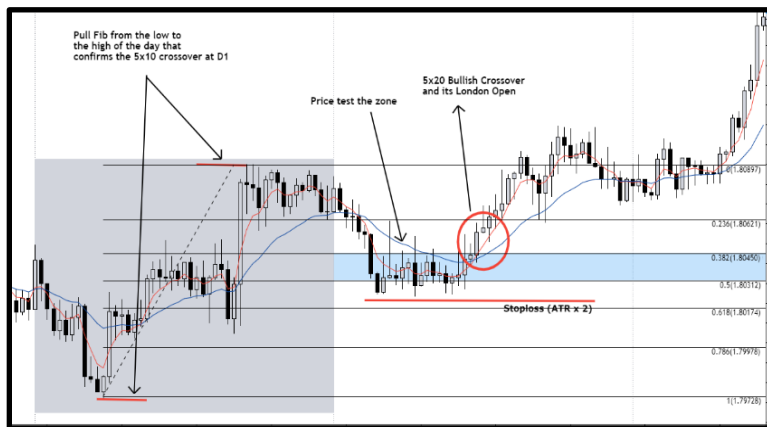 Pull Fib from the low to
the high of the day that
confirms the 5x10 crossover at D1
5x20 Bullish Crossover
and its London Open
Price test the zone
0(1.80897)
0.236(1.80621)
0.382(1.80450)
0.5(1.80312)
Stoploss (ATR x 2)
0.618(1.80174)
0.786(1.79978)
1(1.79728)